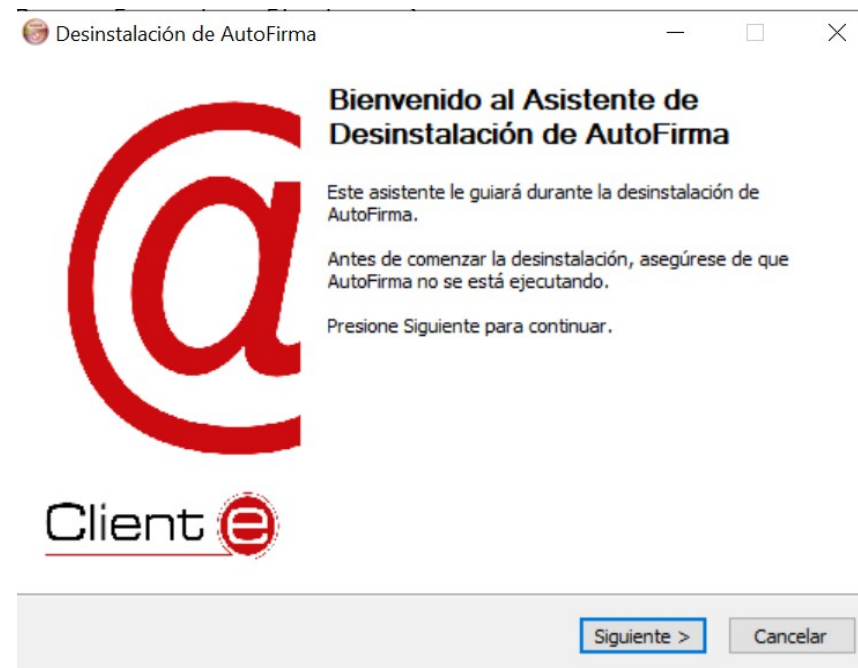 Desinstalación de AutoFirma
Bienvenido al Asistente de
Desinstalación de AutoFirma
Este asistente le guiará durante la desinstalación de
AutoFirma.
Antes de comenzar la desinstalación, asegúrese de que
AutoFirma no se está ejecutando.
Presione Siguiente para continuar.
@
Client e
Siguiente >
Cancelar